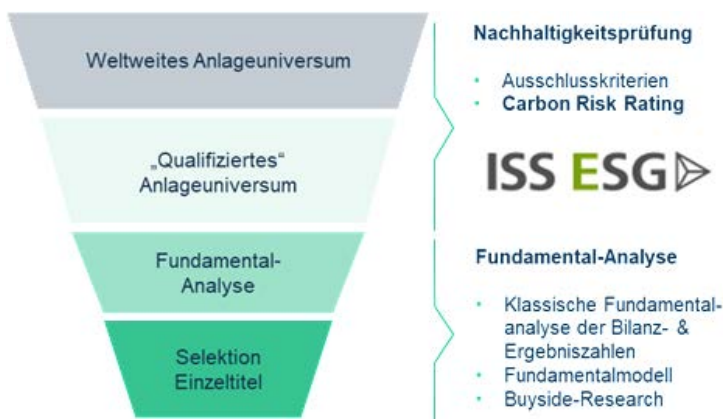 Weltweites Anlageuniversum
„Qualifiziertes“
Anlageuniversum
Fundamental-
Analyse
Selektion
Einzeltitel
Nachhaltigkeitsprüfung
• Ausschlusskriterien
• Carbon Risk Rating
ISS ESG
Fundamental-Analyse
• Klassische Fundamental-
analyse der Bilanz- &
Ergebniszahlen
• Fundamentalmodell
• Buyside-Research